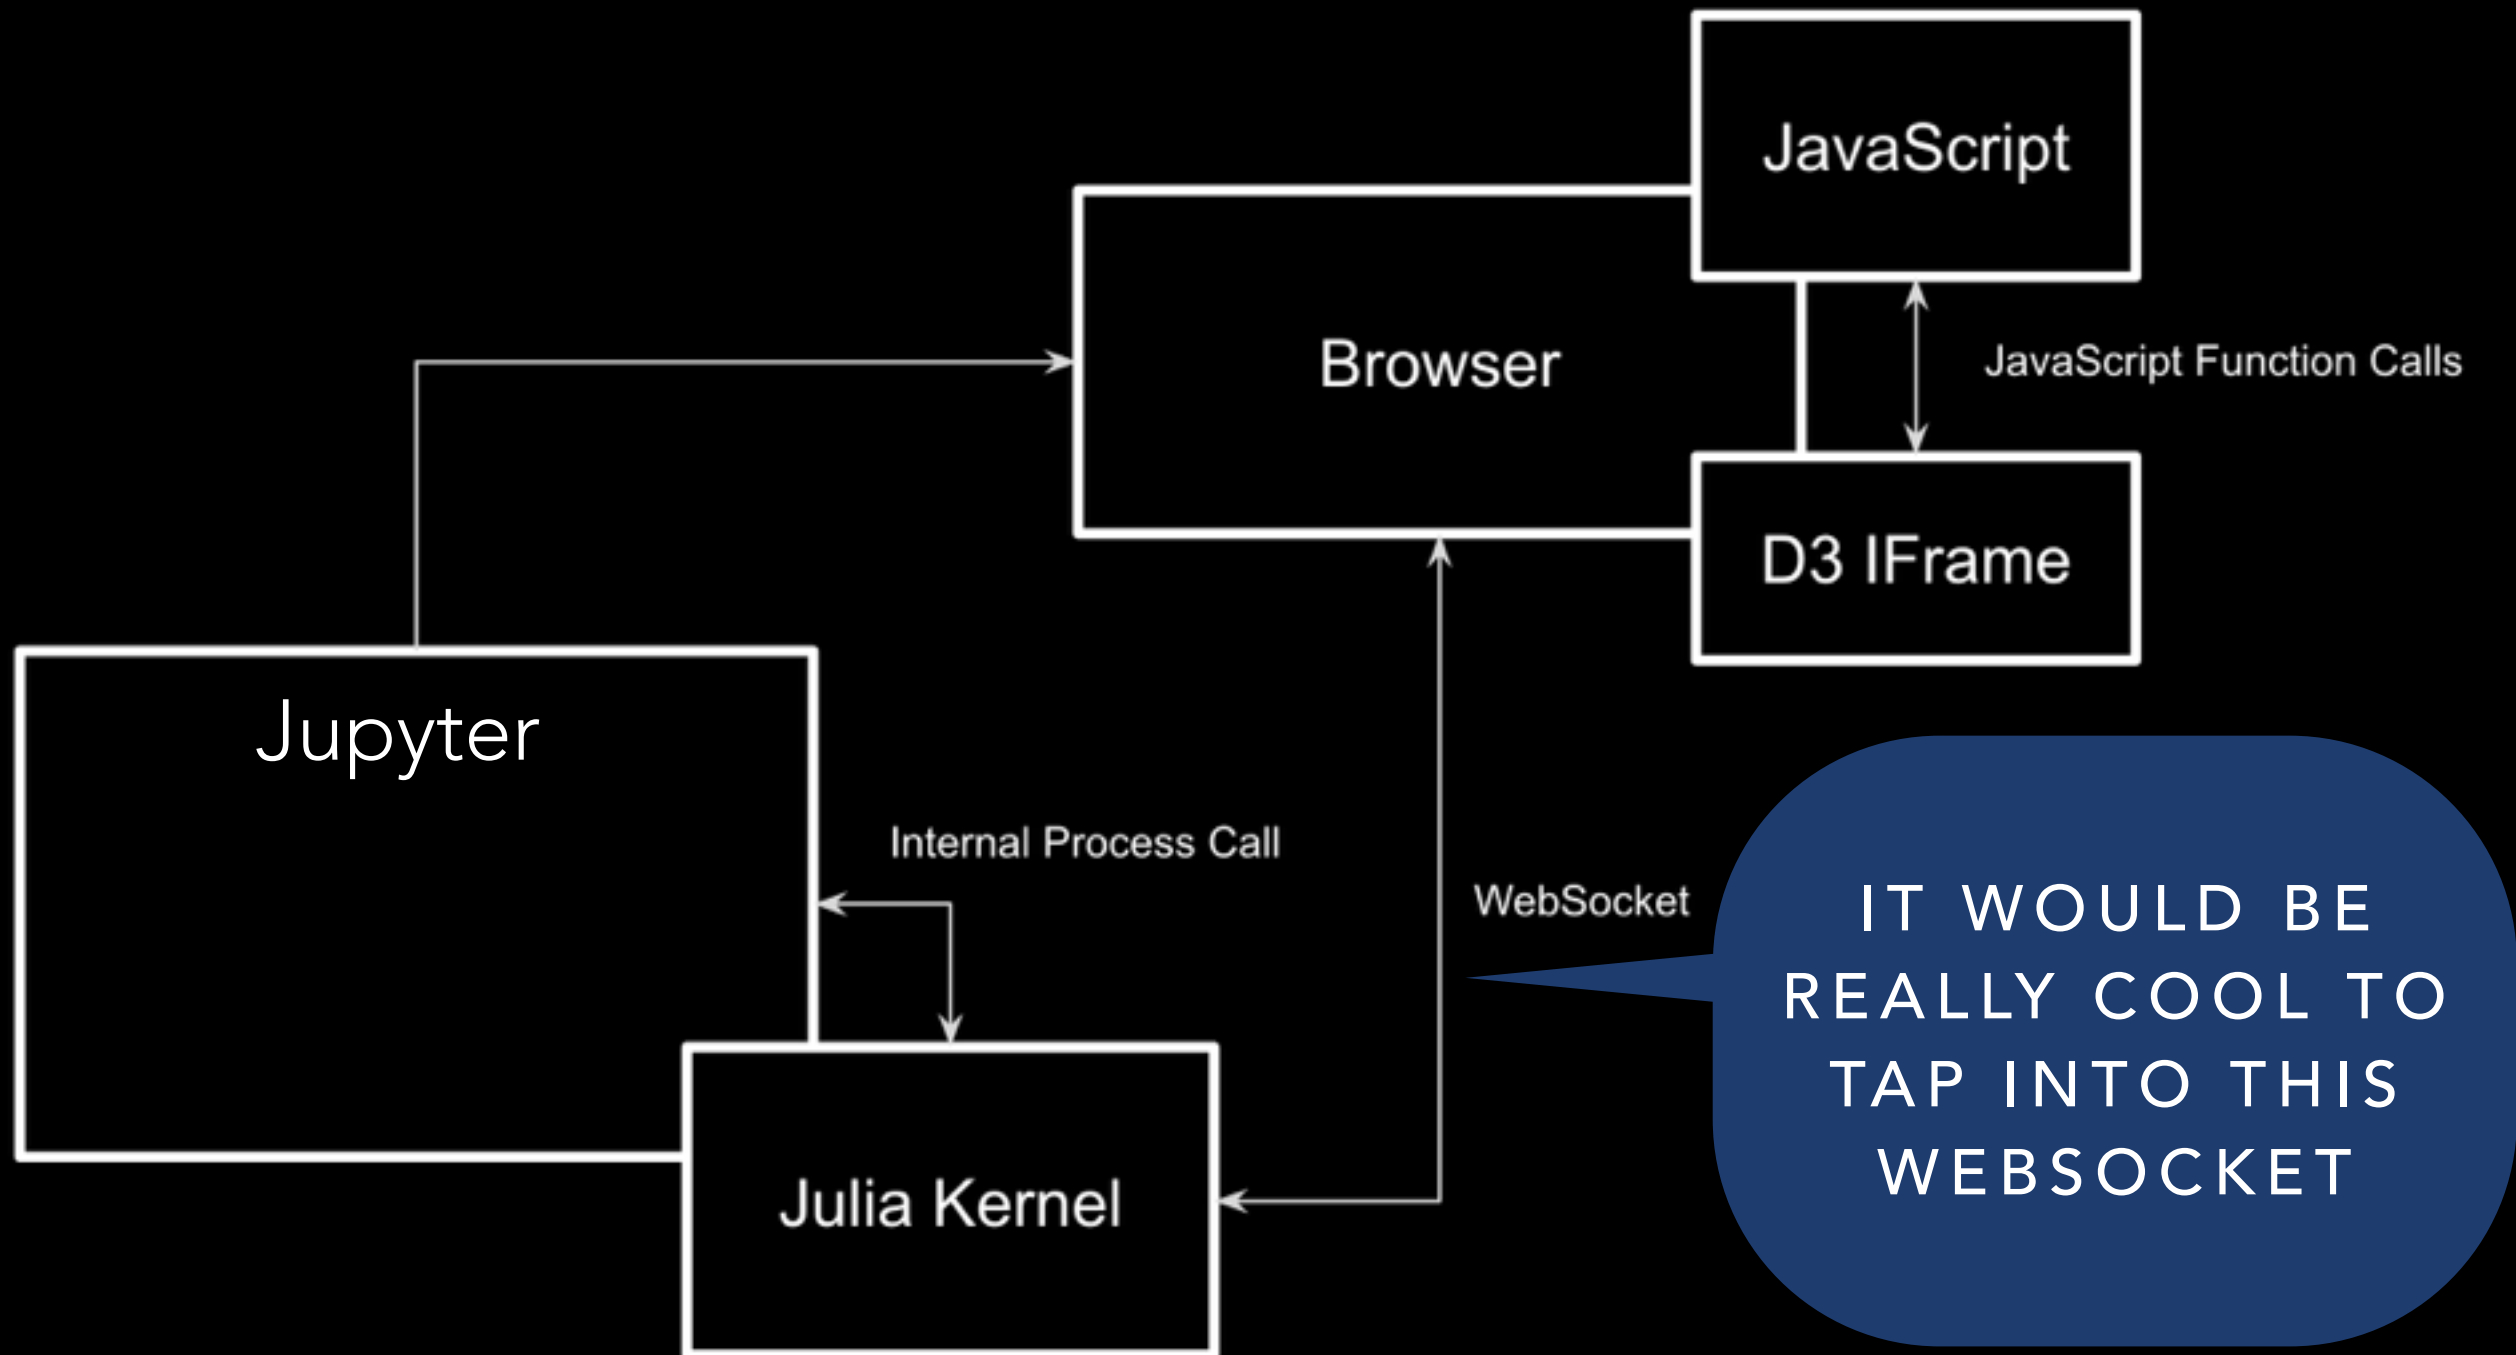 JavaScript
Browser
JavaScript Function Calls
D3 IFrame
Jupyter
Internal Process Call
WebSocket
IT WOULD BE
REALLY COOL TO
TAP INTO THIS
WEBSOCKET
Julia Kernel